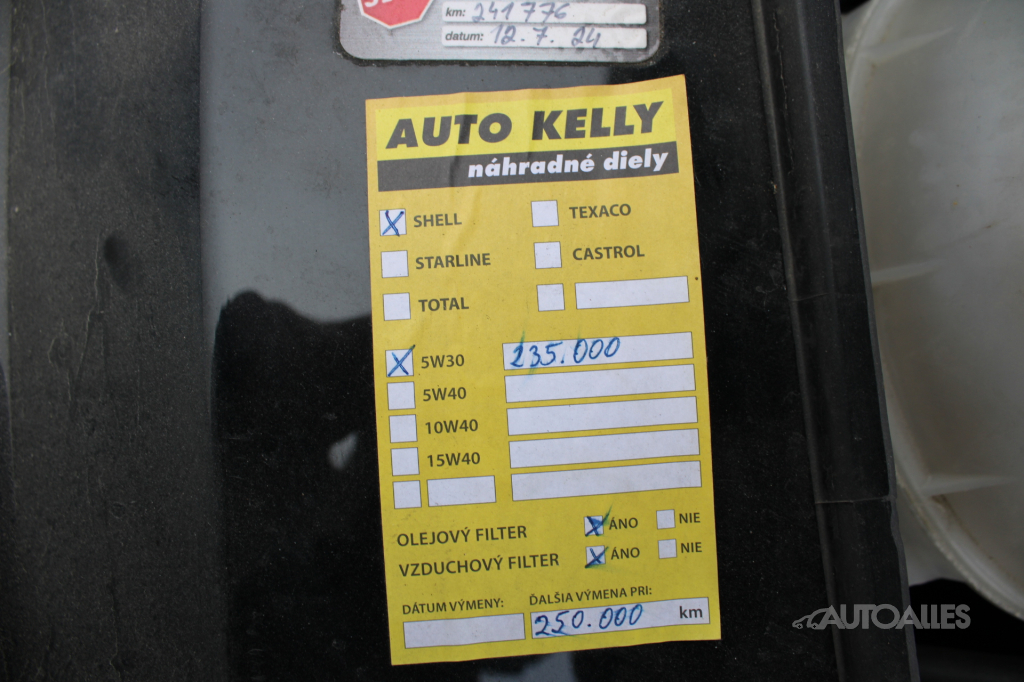 km: 241776
datum: 12.7.24
AUTO KELLY
náhradné diely
SHELL TEXACO
STARLINE CASTROL
TOTAL
5W30 235.000
5W40
10W40
15W40
OLEJOVÝ FILTER ÁNO NIE
VZDUCHOVÝ FILTER ÁNO NIE
DÁTUM VÝMENY: ĎALŠIA VÝMENA PRI:
250.000 km
AUTOALLES